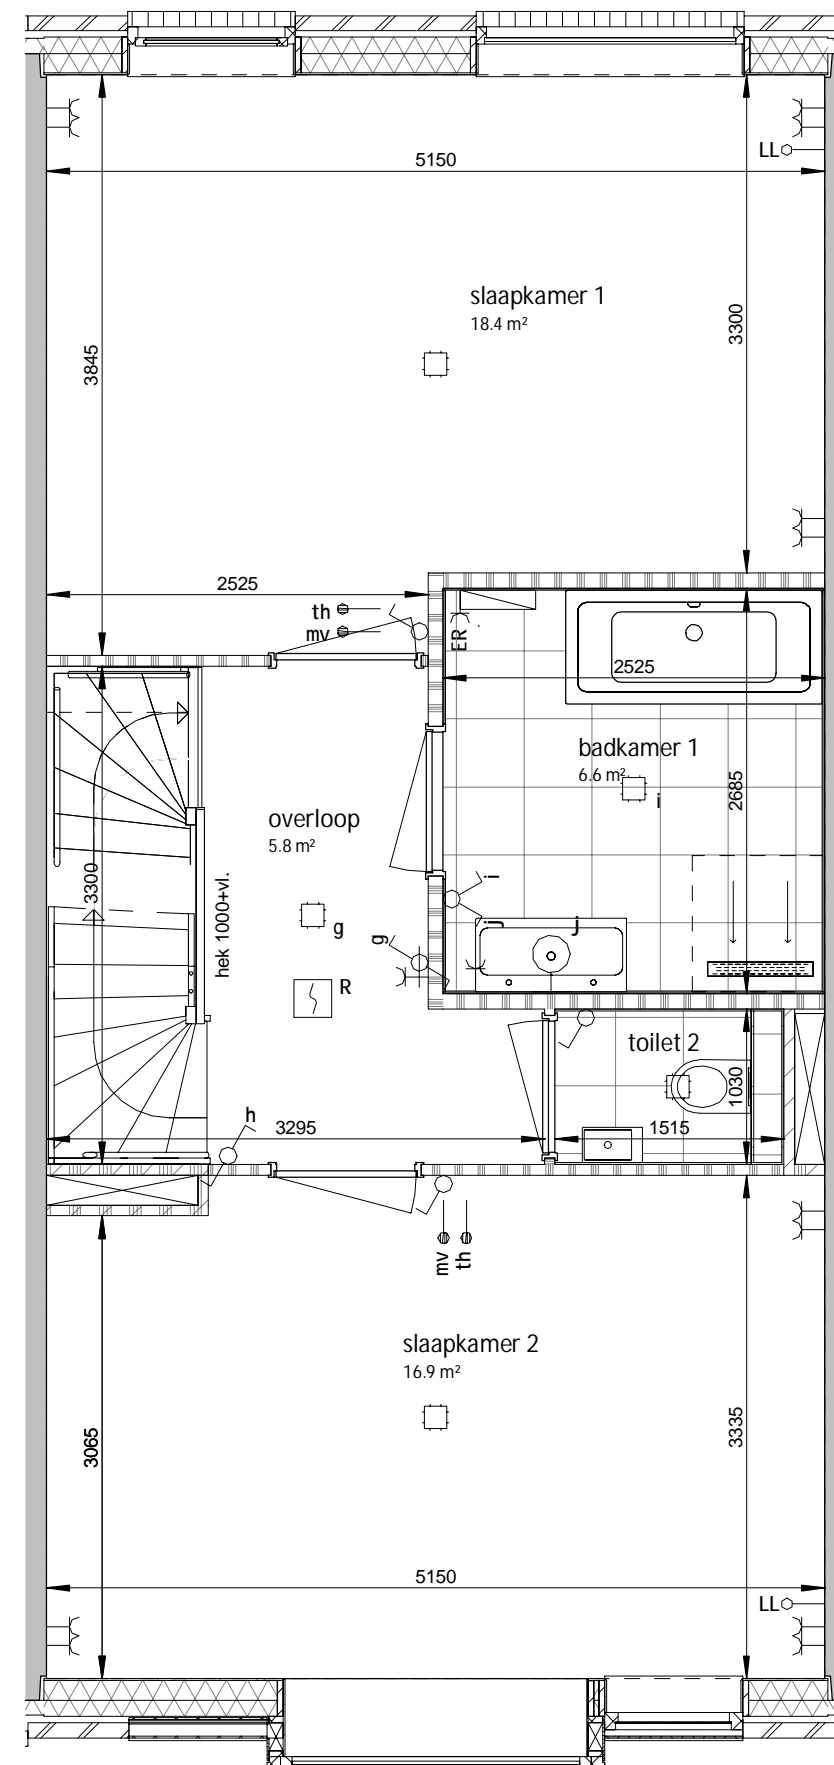 LL
5150
slaapkamer 1
18.4 m²
3300
3845
2525
th
mv
ER
2525
badkamer 1
6.6 m²
i
2685
overloop
5.8 m²
3300
hek 1000+vl.
g
g
i
j
j
R
toilet 2
1030
h
3295
1515
mv
th
slaapkamer 2
16.9 m²
3065
3335
5150
LL